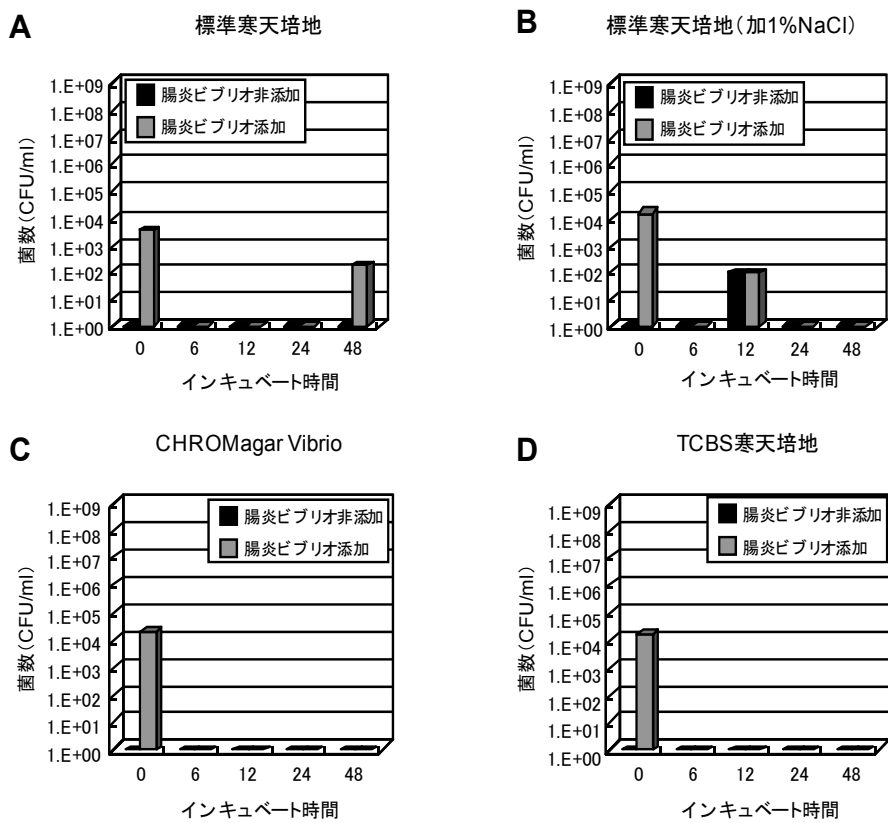 A
標準寒天培地
1.E+09
1.E+08
1.E+07
1.E+06
1.E+05
1.E+04
1.E+03
1.E+02
1.E+01
1.E+00
菌数(CFU/ml)
腸炎ビブリオ非添加
腸炎ビブリオ添加
0 6 12 24 48
インキュベート時間
B
標準寒天培地(加1%NaCl)
1.E+09
1.E+08
1.E+07
1.E+06
1.E+05
1.E+04
1.E+03
1.E+02
1.E+01
1.E+00
菌数(CFU/ml)
腸炎ビブリオ非添加
腸炎ビブリオ添加
0 6 12 24 48
インキュベート時間
C
CHROMagar Vibrio
1.E+09
1.E+08
1.E+07
1.E+06
1.E+05
1.E+04
1.E+03
1.E+02
1.E+01
1.E+00
菌数(CFU/ml)
腸炎ビブリオ非添加
腸炎ビブリオ添加
0 6 12 24 48
インキュベート時間
D
TCBS寒天培地
1.E+09
1.E+08
1.E+07
1.E+06
1.E+05
1.E+04
1.E+03
1.E+02
1.E+01
1.E+00
菌数(CFU/ml)
腸炎ビブリオ非添加
腸炎ビブリオ添加
0 6 12 24 48
インキュベート時間